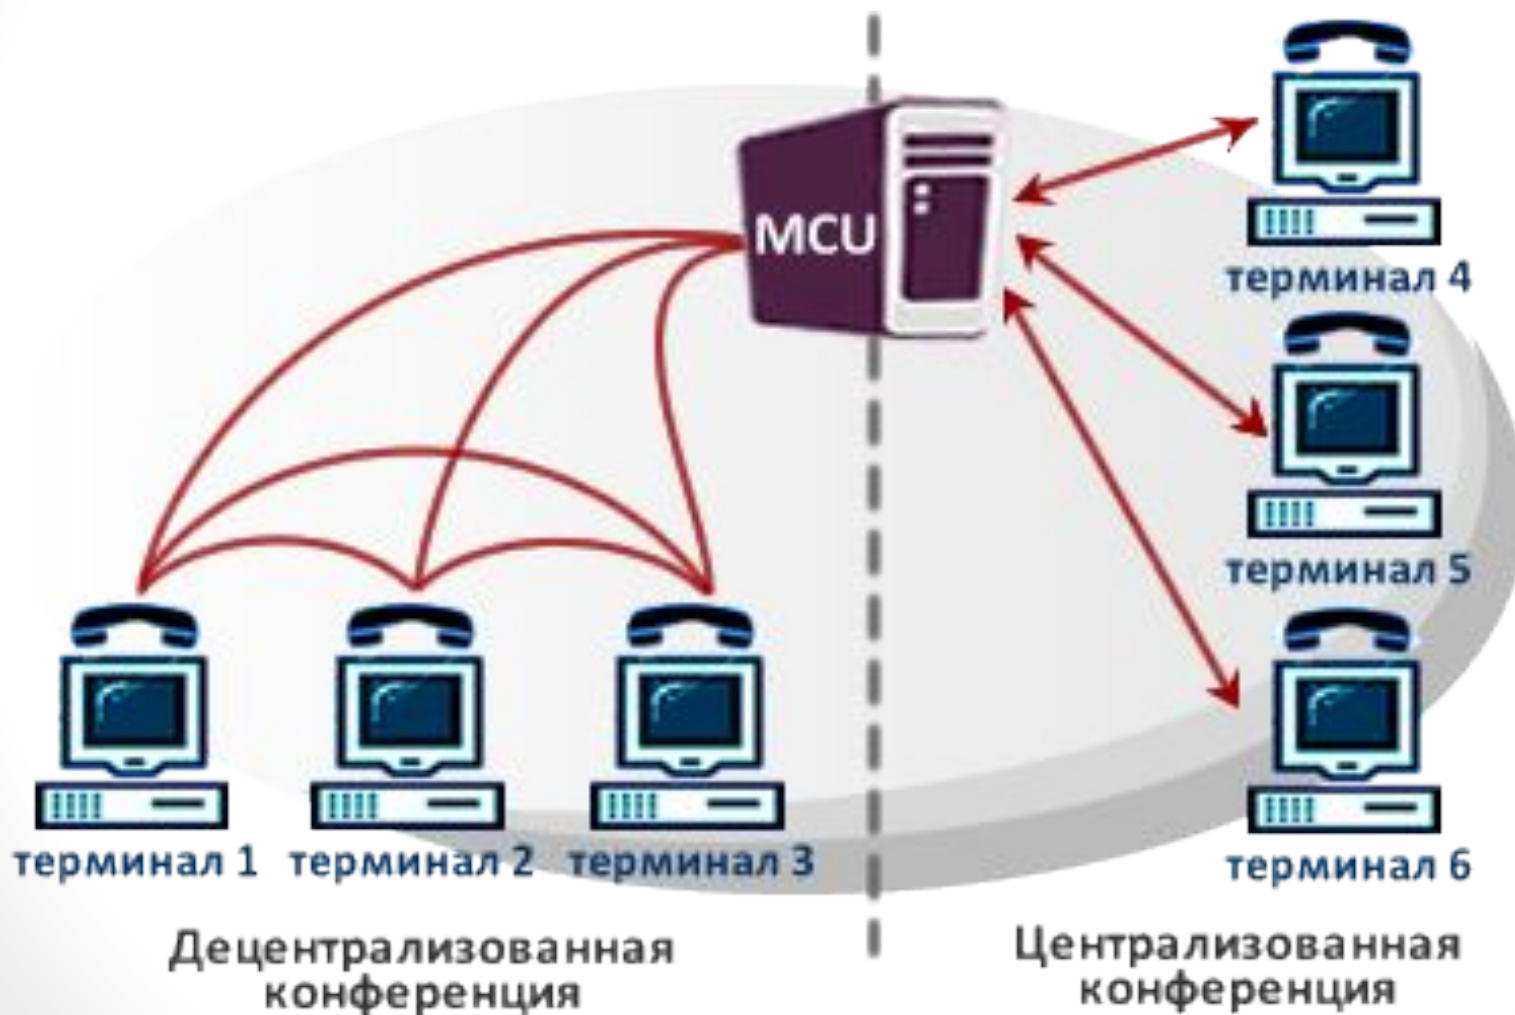 MCU
терминал 4
терминал 5
терминал 6
терминал 1
терминал 2
терминал 3
Децентрализованная
конференция
Централизованная
конференция